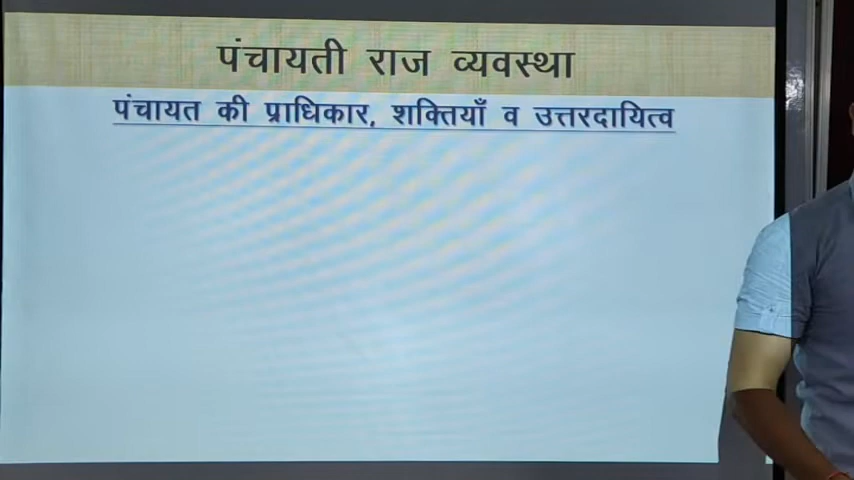 पंचायती राज व्यवस्था
पंचायत की प्राधिकार, शक्तियाँ व उत्तरदायित्व